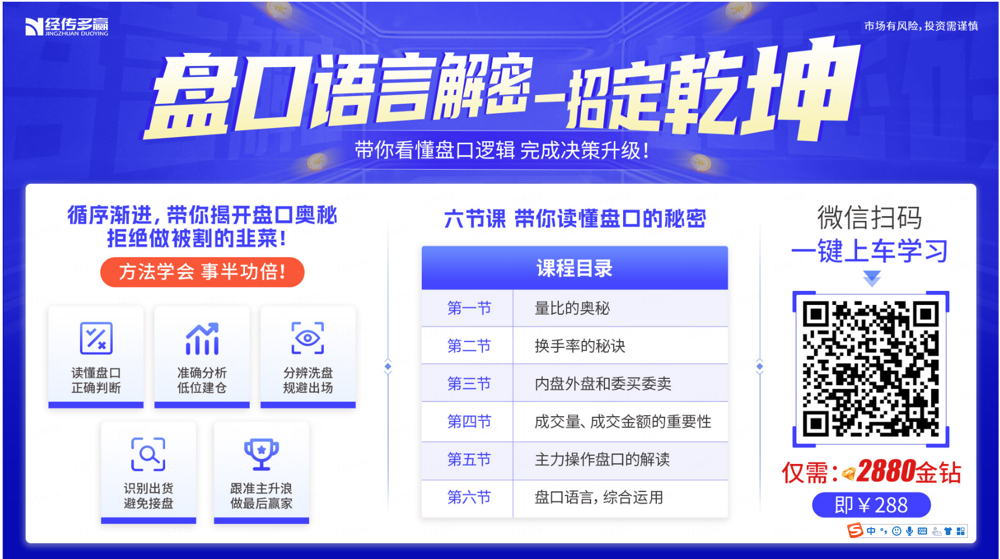 经传多赢
JINGZHUAN DUOYING
市场有风险,投资需谨慎
盘口语言解密一招定乾坤
带你看懂盘口逻辑 完成决策升级!
循序渐进,带你揭开盘口奥秘
拒绝做被割的韭菜!
方法学会 事半功倍!
读懂盘口
正确判断
准确分析
低位建仓
分辨洗盘
规避出场
识别出货
避免接盘
跟准主升浪
做最后赢家
六节课 带你读懂盘口的秘密
课程目录
第一节 量比的奥秘
第二节 换手率的秘诀
第三节 内盘外盘和委买委卖
第四节 成交量、成交金额的重要性
第五节 主力操作盘口的解读
第六节 盘口语言,综合运用
微信扫码
一键上车学习
仅需:2880金钻
即¥288
S中